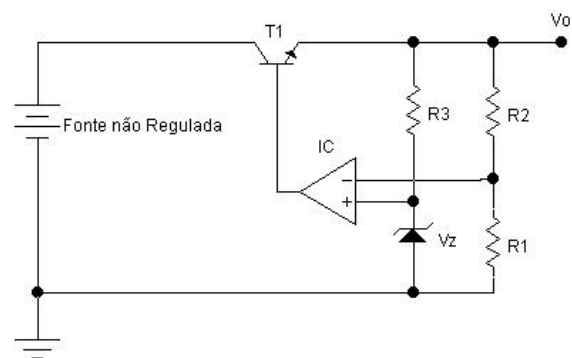 T1
Vo
Fonte não Regulada
R3
R2
IC
−
+
Vz
R1